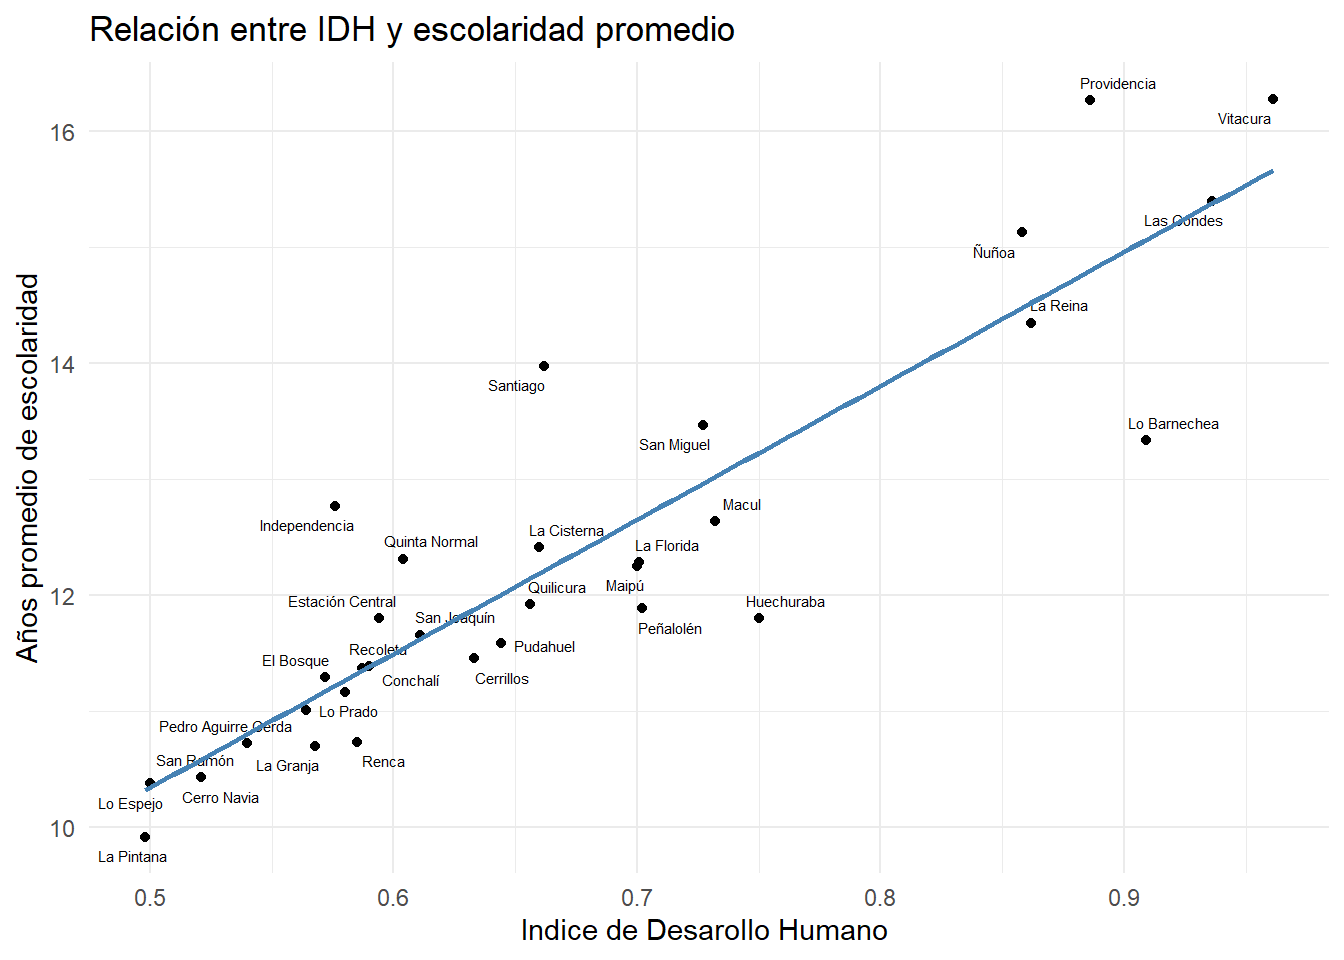 Relación entre IDH y escolaridad promedio
Años promedio de escolaridad
16
14
12
10
Providencia
Vitacura
Las Condes
Ñuñoa
La Reina
Santiago
Lo Barnechea
San Miguel
Macul
Independencia
Quinta Normal
La Cisterna
La Florida
Maipú
Quilicura
Estación Central
San Joaquín
Huechuraba
Peñalolén
Recoleta
Pudahuel
El Bosque
Conchalí
Cerrillos
Lo Prado
Pedro Aguirre Cerda
San Ramón
La Granja
Renca
Lo Espejo
Cerro Navia
La Pintana
0.5
0.6
0.7
0.8
0.9
Indice de Desarollo Humano